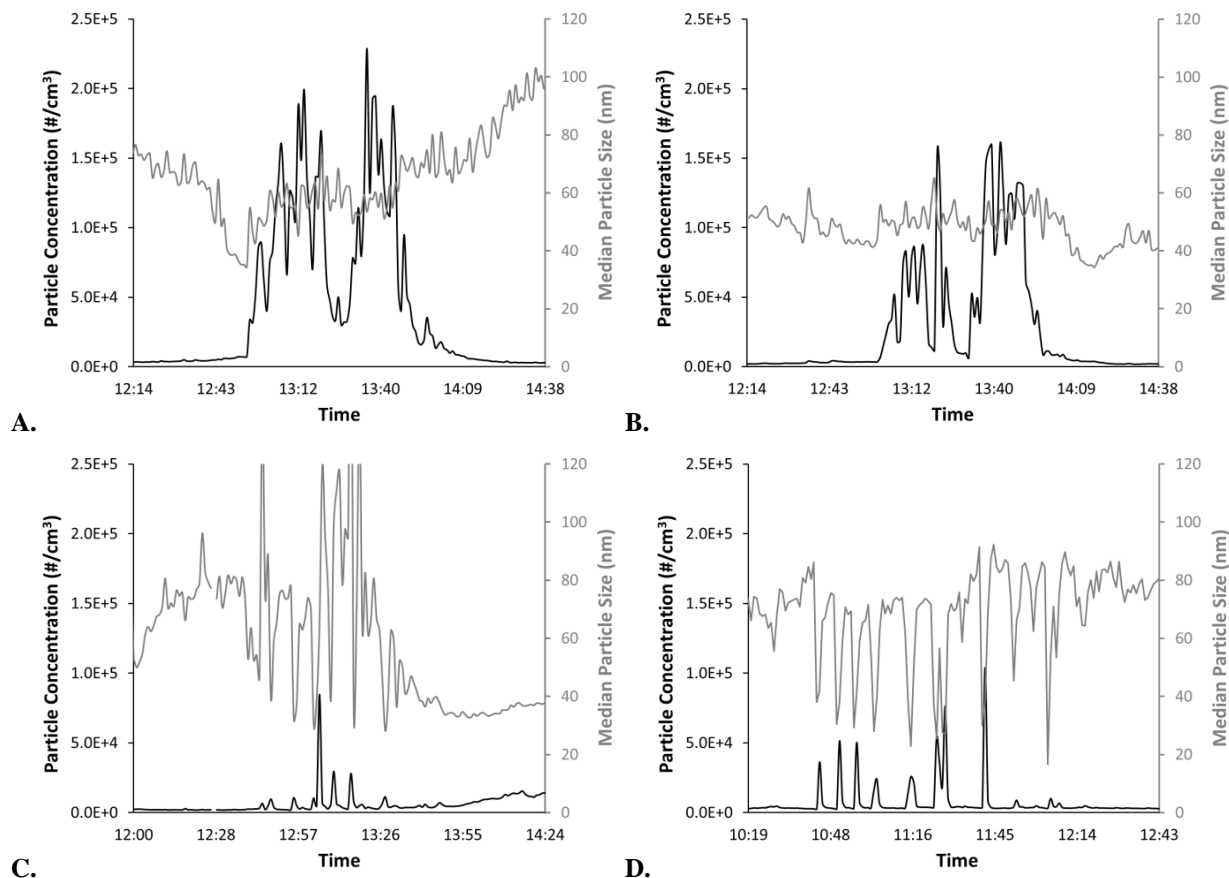 2.5E+5
2.0E+5
1.5E+5
1.0E+5
5.0E+4
0.0E+0
Particle Concentration (#/cm³)
120
100
80
60
40
20
0
Median Particle Size (nm)
12:14 12:43 13:12 13:40 14:09 14:38
Time
A.
2.5E+5
2.0E+5
1.5E+5
1.0E+5
5.0E+4
0.0E+0
Particle Concentration (#/cm³)
120
100
80
60
40
20
0
Median Particle Size (nm)
12:14 12:43 13:12 13:40 14:09 14:38
Time
B.
2.5E+5
2.0E+5
1.5E+5
1.0E+5
5.0E+4
0.0E+0
Particle Concentration (#/cm³)
120
100
80
60
40
20
0
Median Particle Size (nm)
12:00 12:28 12:57 13:26 13:55 14:24
Time
C.
2.5E+5
2.0E+5
1.5E+5
1.0E+5
5.0E+4
0.0E+0
Particle Concentration (#/cm³)
120
100
80
60
40
20
0
Median Particle Size (nm)
10:19 10:48 11:16 11:45 12:14 12:43
Time
D.